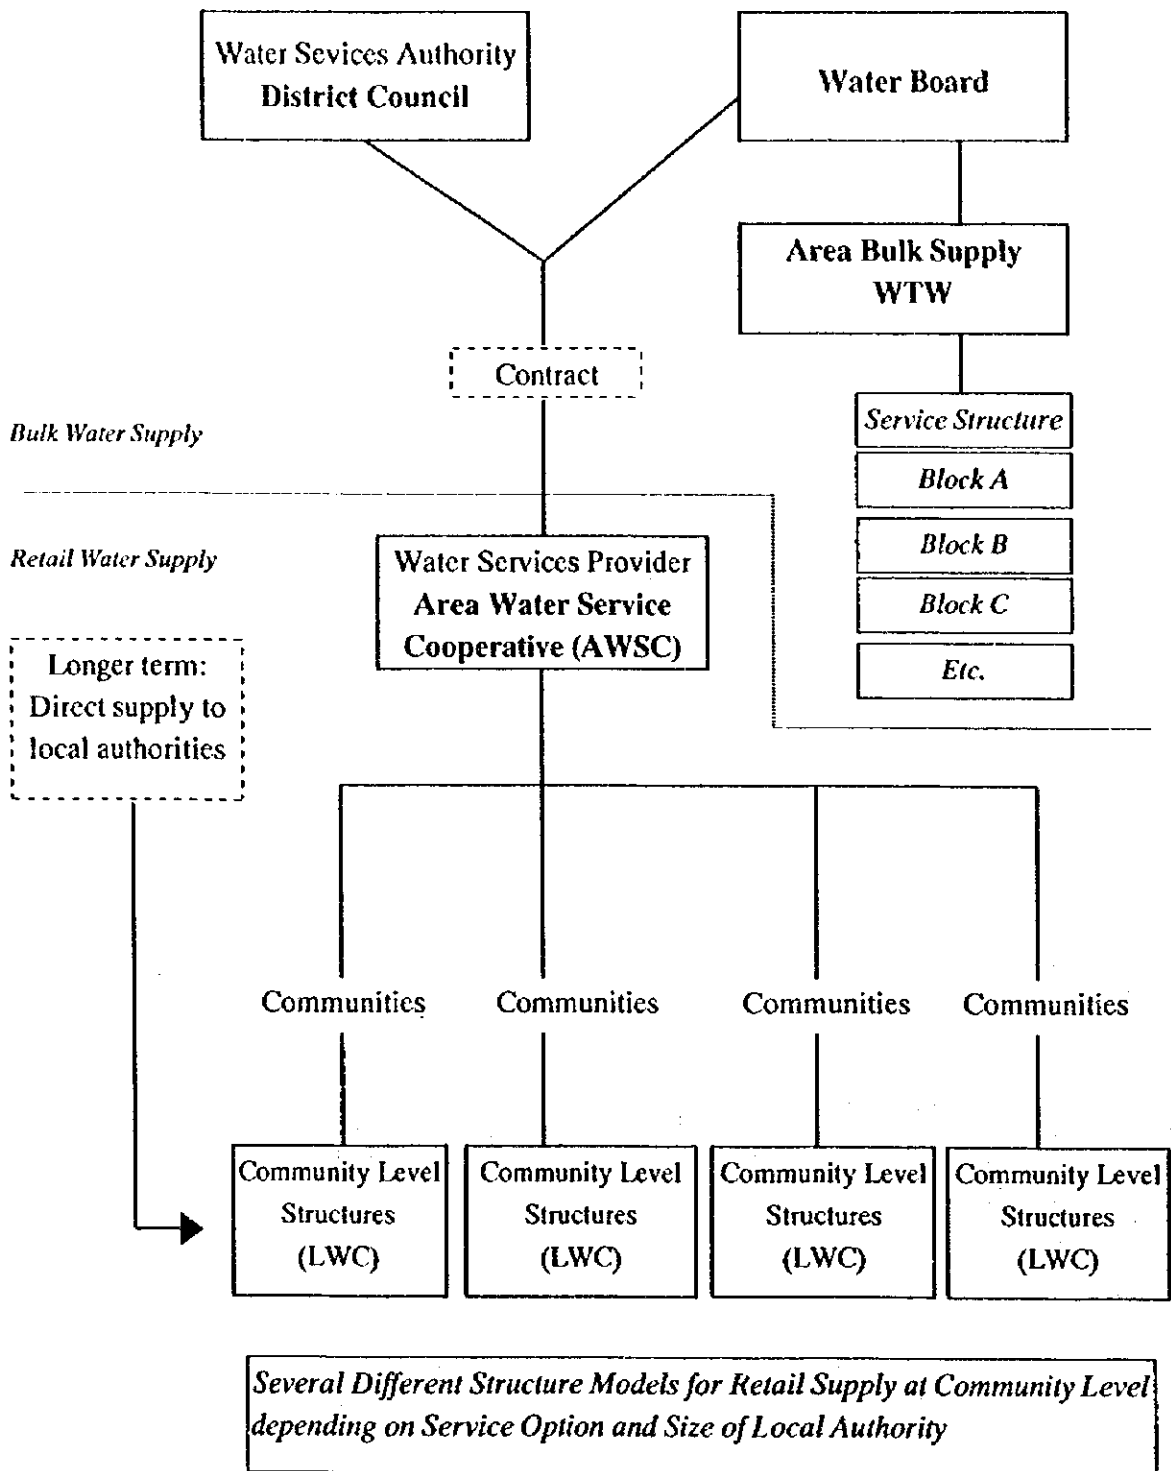 Water Sevices Authority
District Council
Water Board
Area Bulk Supply
WTW
Contract
Service Structure
Bulk Water Supply
Block A
Block B
Retail Water Supply
Water Services Provider
Area Water Service
Cooperative (AWSC)
Block C
Etc.
Longer term:
Direct supply to
local authorities
Communities
Communities
Communities
Communities
Community Level
Structures
(LWC)
Community Level
Structures
(LWC)
Community Level
Structures
(LWC)
Community Level
Structures
(LWC)
Several Different Structure Models for Retail Supply at Community Level
depending on Service Option and Size of Local Authority